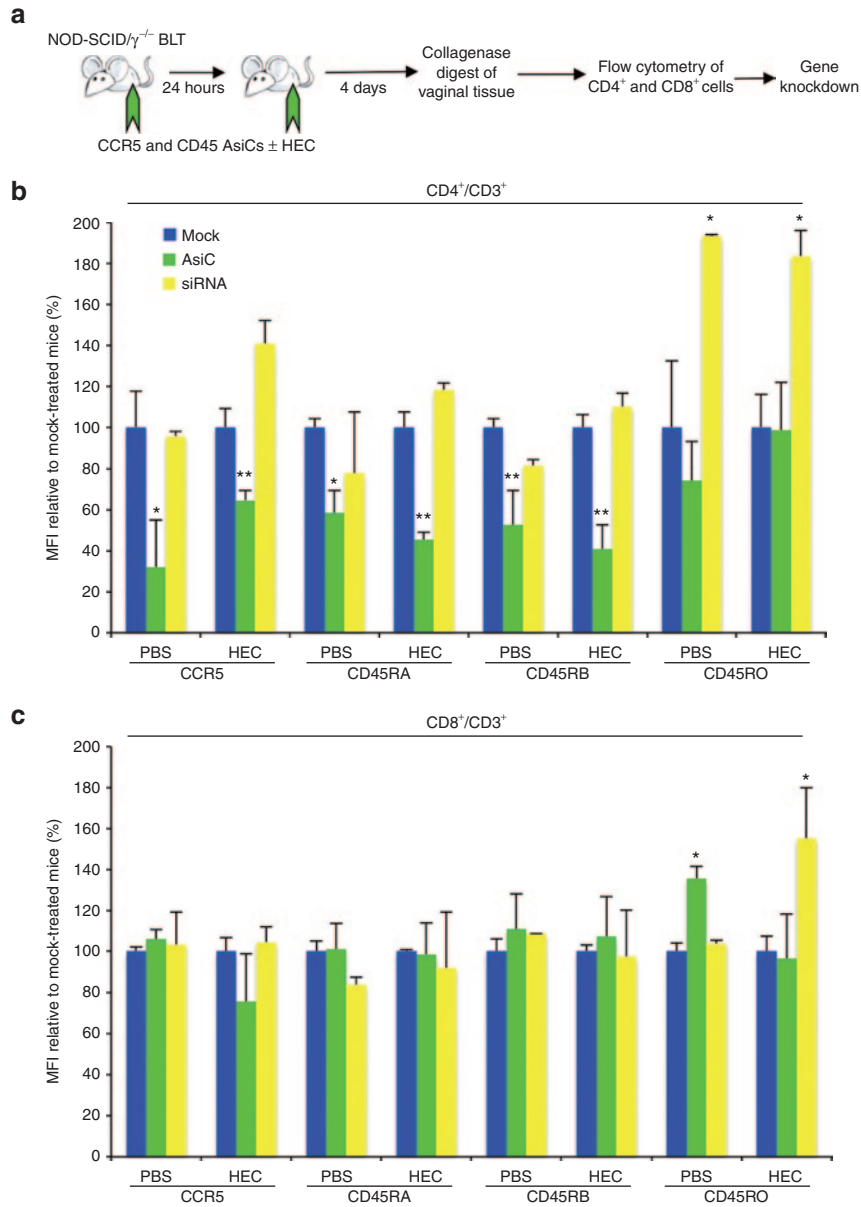 a
NOD-SCID/γ−/− BLT
24 hours
4 days
Collagenase
digest of
vaginal tissue
Flow cytometry of
CD4+ and CD8+ cells
Gene
knockdown
CCR5 and CD45 AsiCs ± HEC
b
CD4+/CD3+
MFI relative to mock-treated mice (%)
200
180
160
140
120
100
80
60
40
20
0
Mock
AsiC
siRNA
*
**
*
**
**
**
*
*
PBS HEC PBS HEC PBS HEC PBS HEC
CCR5 CD45RA CD45RB CD45RO
c
CD8+/CD3+
MFI relative to mock-treated mice (%)
200
180
160
140
120
100
80
60
40
20
0
*
*
PBS HEC PBS HEC PBS HEC PBS HEC
CCR5 CD45RA CD45RB CD45RO